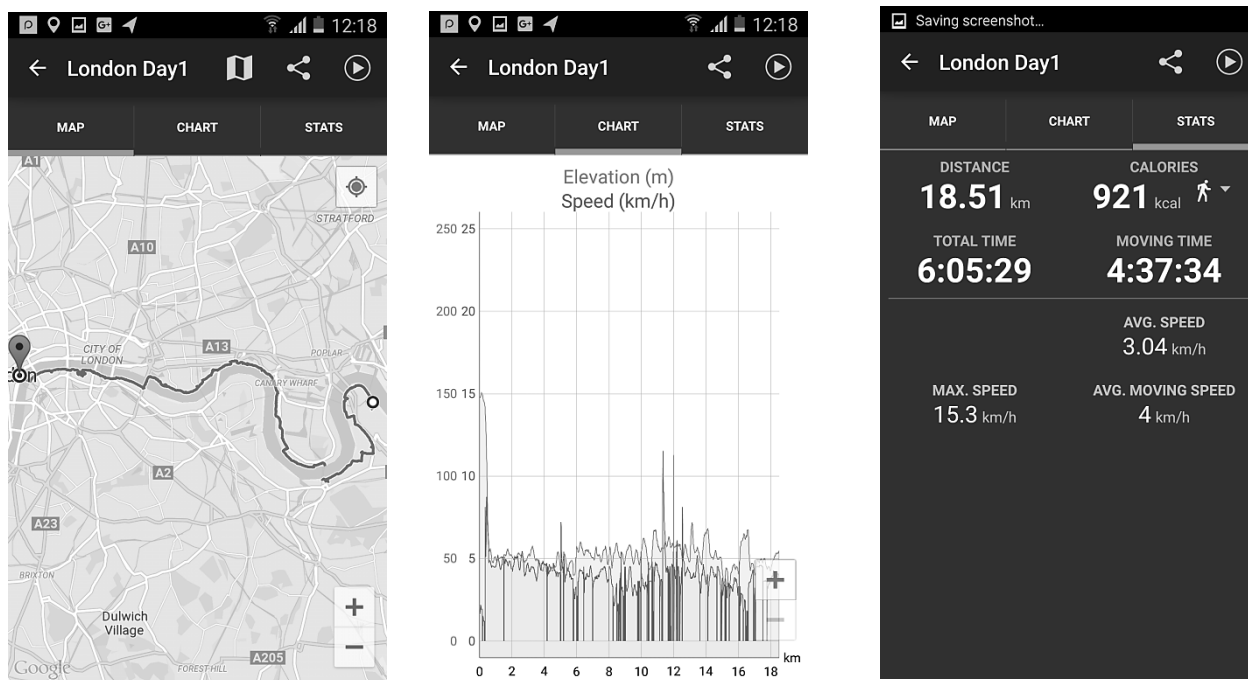 12:18
London Day1
MAP CHART STATS
A1
STRATFORD
A10
CITY OF
LONDON
A13
POPLAR
CANARY WHARF
A2
A23
BRIXTON
Dulwich
Village
Google
FOREST HILL
A205
+
−
G+ 12:18
London Day1
MAP CHART STATS
Elevation (m)
Speed (km/h)
250 25
200 20
150 15
100 10
50 5
0 0
0 2 4 6 8 10 12 14 16 18 km
+
−
Saving screenshot...
London Day1
MAP CHART STATS
DISTANCE CALORIES
18.51 km 921 kcal
TOTAL TIME MOVING TIME
6:05:29 4:37:34
AVG. SPEED
3.04 km/h
MAX. SPEED AVG. MOVING SPEED
15.3 km/h 4 km/h